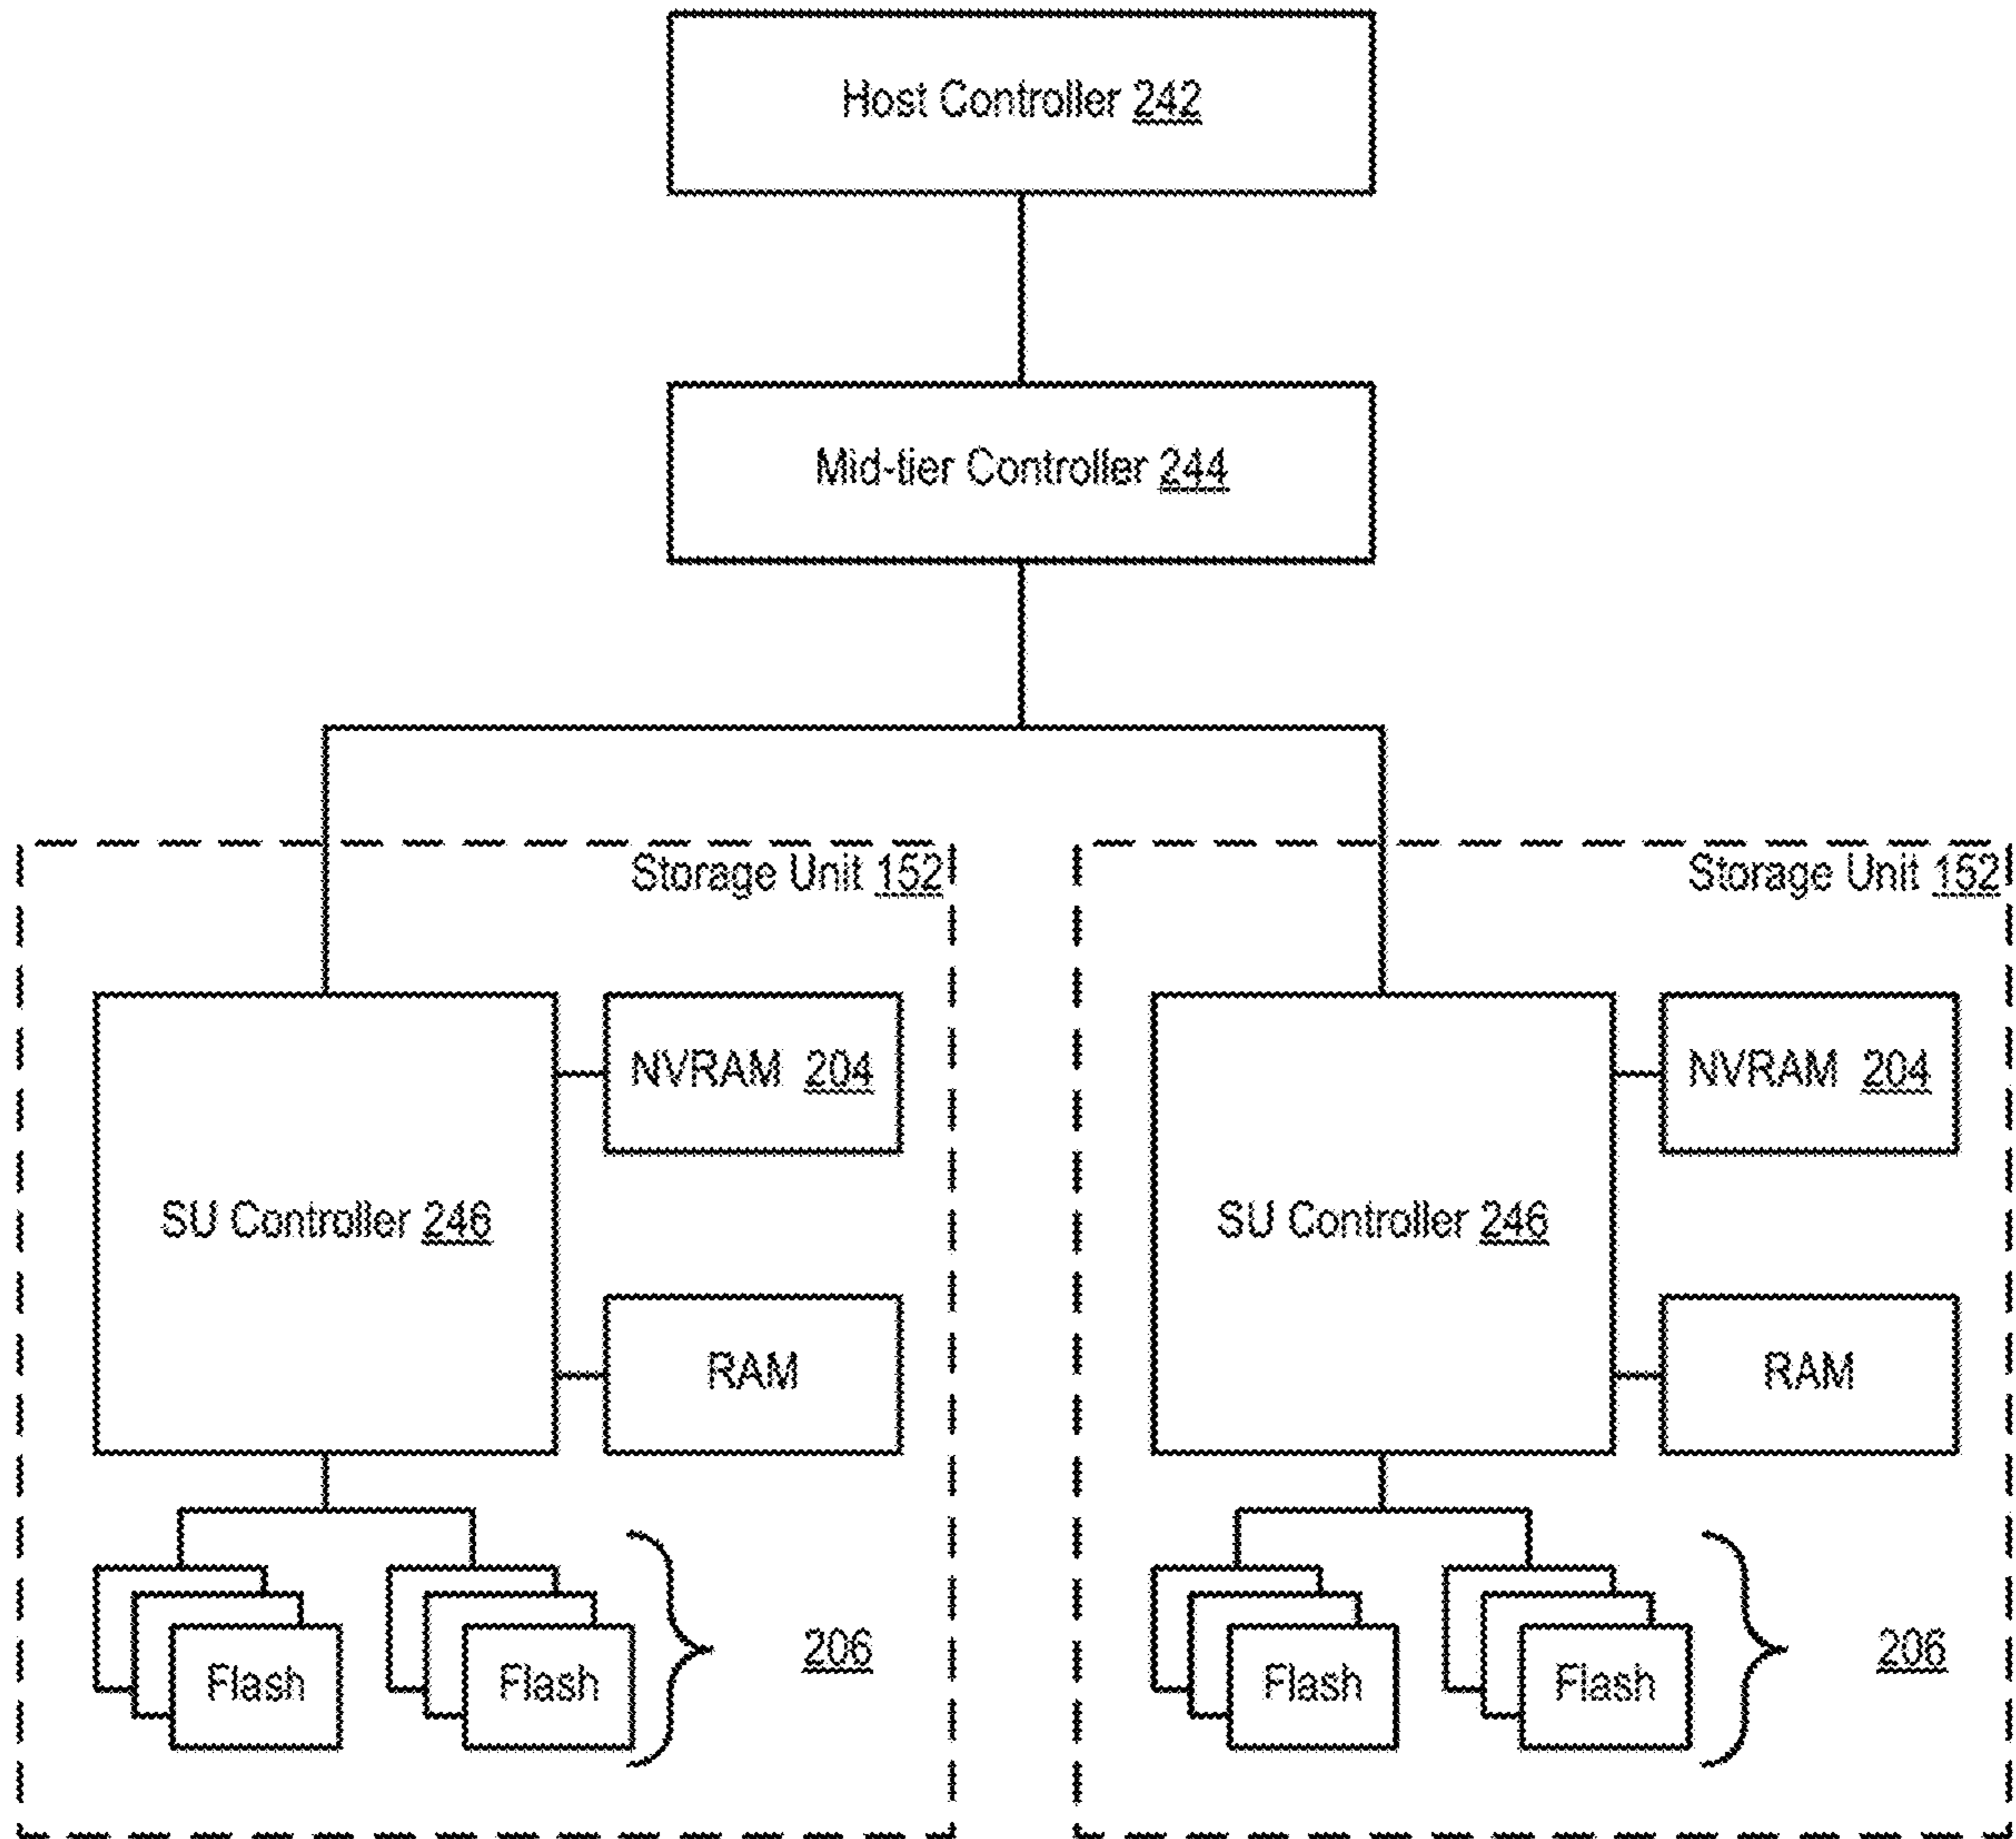 Host Controller 242
Mid-tier Controller 244
Storage Unit 152
Storage Unit 152
NVRAM 204
NVRAM 204
SU Controller 246
SU Controller 246
RAM
RAM
206
206
Flash
Flash
Flash
Flash